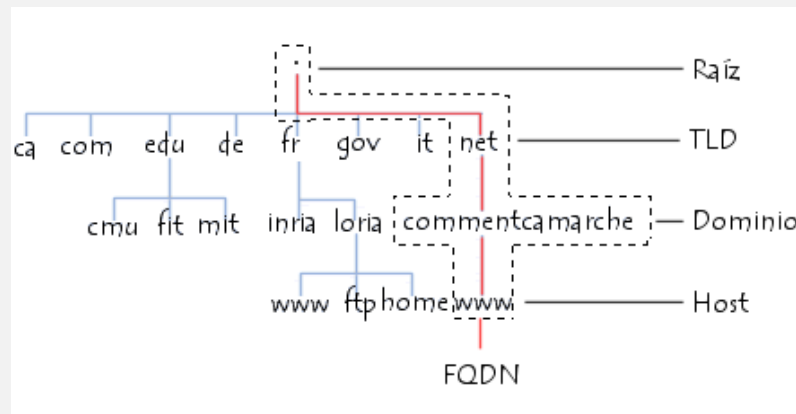 . Raíz
ca com edu de fr gov it net TLD
cmu fit mit inria loria commentcamarche Dominio
www ftp home www Host
FQDN